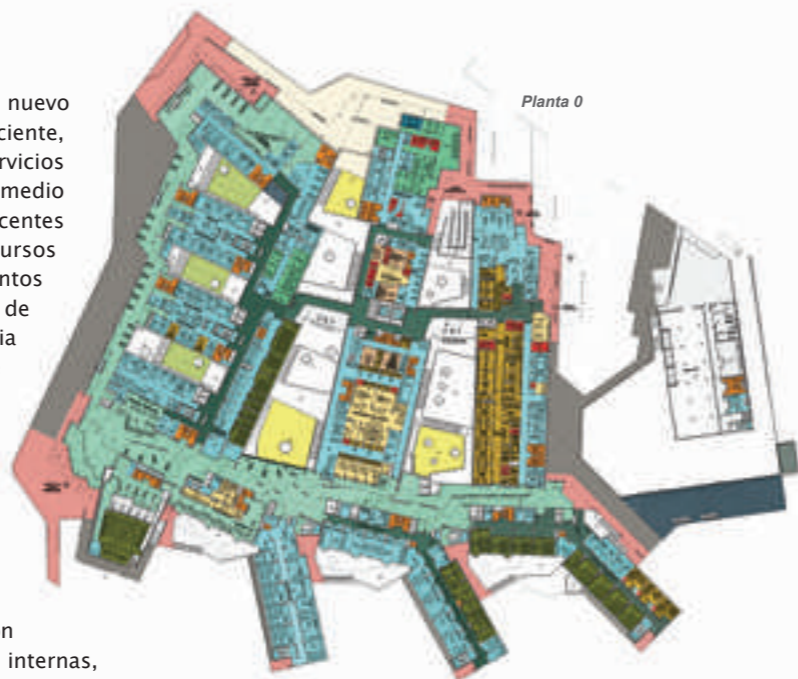 nuevo
ciente,
rvicios
medio
centes
ursos
ntos
de
ia
Planta 0
n
internas,